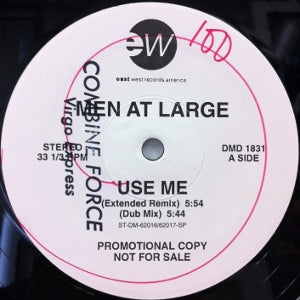 ew
100
east west records america
COMBINE FORCE
Virgo Express
MEN AT LARGE
STEREO
33 1/3 RPM
DMD 1831
A SIDE
USE ME
(Extended Remix) 5:54
(Dub Mix) 5:44
ST-DM-62016/62017-SP
PROMOTIONAL COPY
NOT FOR SALE